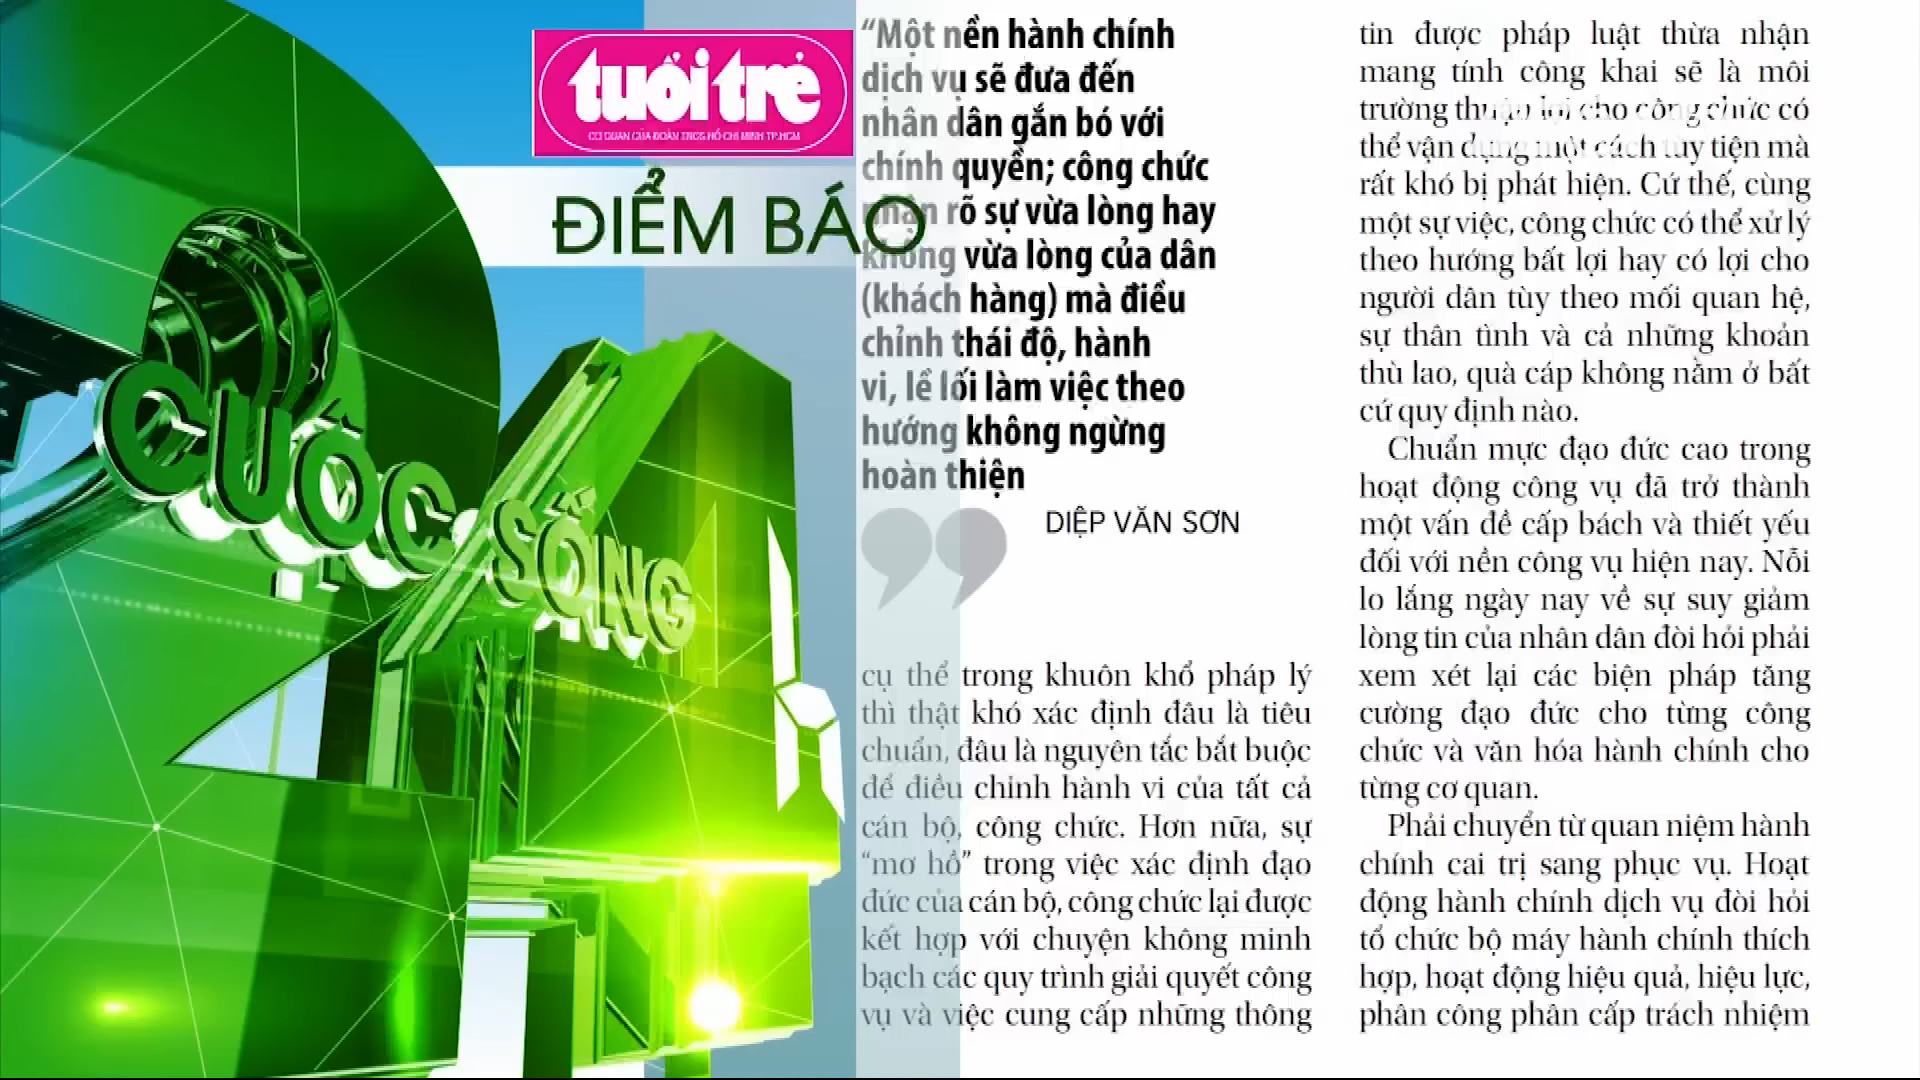 tuổi trẻ
CƠ QUAN CỦA ĐOÀN TNCS HỒ CHÍ MINH TP.HCM
ĐIỂM BÁO
CUỘC SỐNG
24h
“Một nền hành chính
dịch vụ sẽ đưa đến
nhân dân gắn bó với
chính quyền; công chức
nhận rõ sự vừa lòng hay
không vừa lòng của dân
(khách hàng) mà điều
chỉnh thái độ, hành
vi, lề lối làm việc theo
hướng không ngừng
hoàn thiện
”
DIỆP VĂN SƠN
cụ thể trong khuôn khổ pháp lý
thì thật khó xác định đâu là tiêu
chuẩn, đâu là nguyên tắc bắt buộc
để điều chỉnh hành vi của tất cả
cán bộ, công chức. Hơn nữa, sự
“mơ hồ” trong việc xác định đạo
đức của cán bộ, công chức lại được
kết hợp với chuyện không minh
bạch các quy trình giải quyết công
vụ và việc cung cấp những thông
tin được pháp luật thừa nhận
mang tính công khai sẽ là môi
trường thuận lợi cho công chức có
thể vận dụng một cách tùy tiện mà
rất khó bị phát hiện. Cứ thế, cùng
một sự việc, công chức có thể xử lý
theo hướng bất lợi hay có lợi cho
người dân tùy theo mối quan hệ,
sự thân tình và cả những khoản
thù lao, quà cáp không nằm ở bất
cứ quy định nào.
Chuẩn mực đạo đức cao trong
hoạt động công vụ đã trở thành
một vấn đề cấp bách và thiết yếu
đối với nền công vụ hiện nay. Nỗi
lo lắng ngày nay về sự suy giảm
lòng tin của nhân dân đòi hỏi phải
xem xét lại các biện pháp tăng
cường đạo đức cho từng công
chức và văn hóa hành chính cho
từng cơ quan.
Phải chuyển từ quan niệm hành
chính cai trị sang phục vụ. Hoạt
động hành chính dịch vụ đòi hỏi
tổ chức bộ máy hành chính thích
hợp, hoạt động hiệu quả, hiệu lực,
phân công phân cấp trách nhiệm